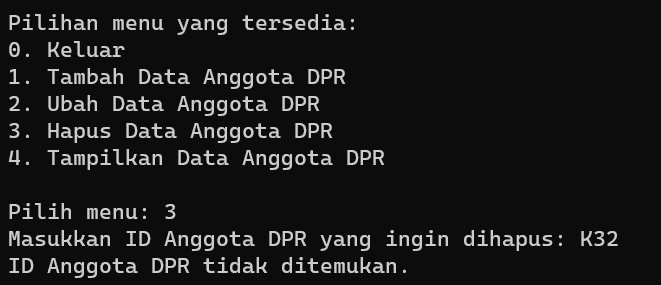 Pilihan menu yang tersedia:
0. Keluar
1. Tambah Data Anggota DPR
2. Ubah Data Anggota DPR
3. Hapus Data Anggota DPR
4. Tampilkan Data Anggota DPR
Pilih menu: 3
Masukkan ID Anggota DPR yang ingin dihapus: K32
ID Anggota DPR tidak ditemukan.